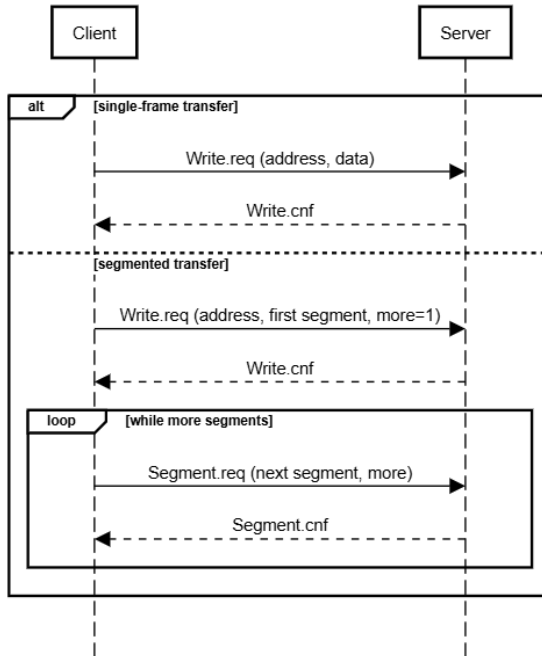 Client
Server
alt
[single-frame transfer]
Write.req (address, data)
Write.cnf
[segmented transfer]
Write.req (address, first segment, more=1)
Write.cnf
loop
[while more segments]
Segment.req (next segment, more)
Segment.cnf